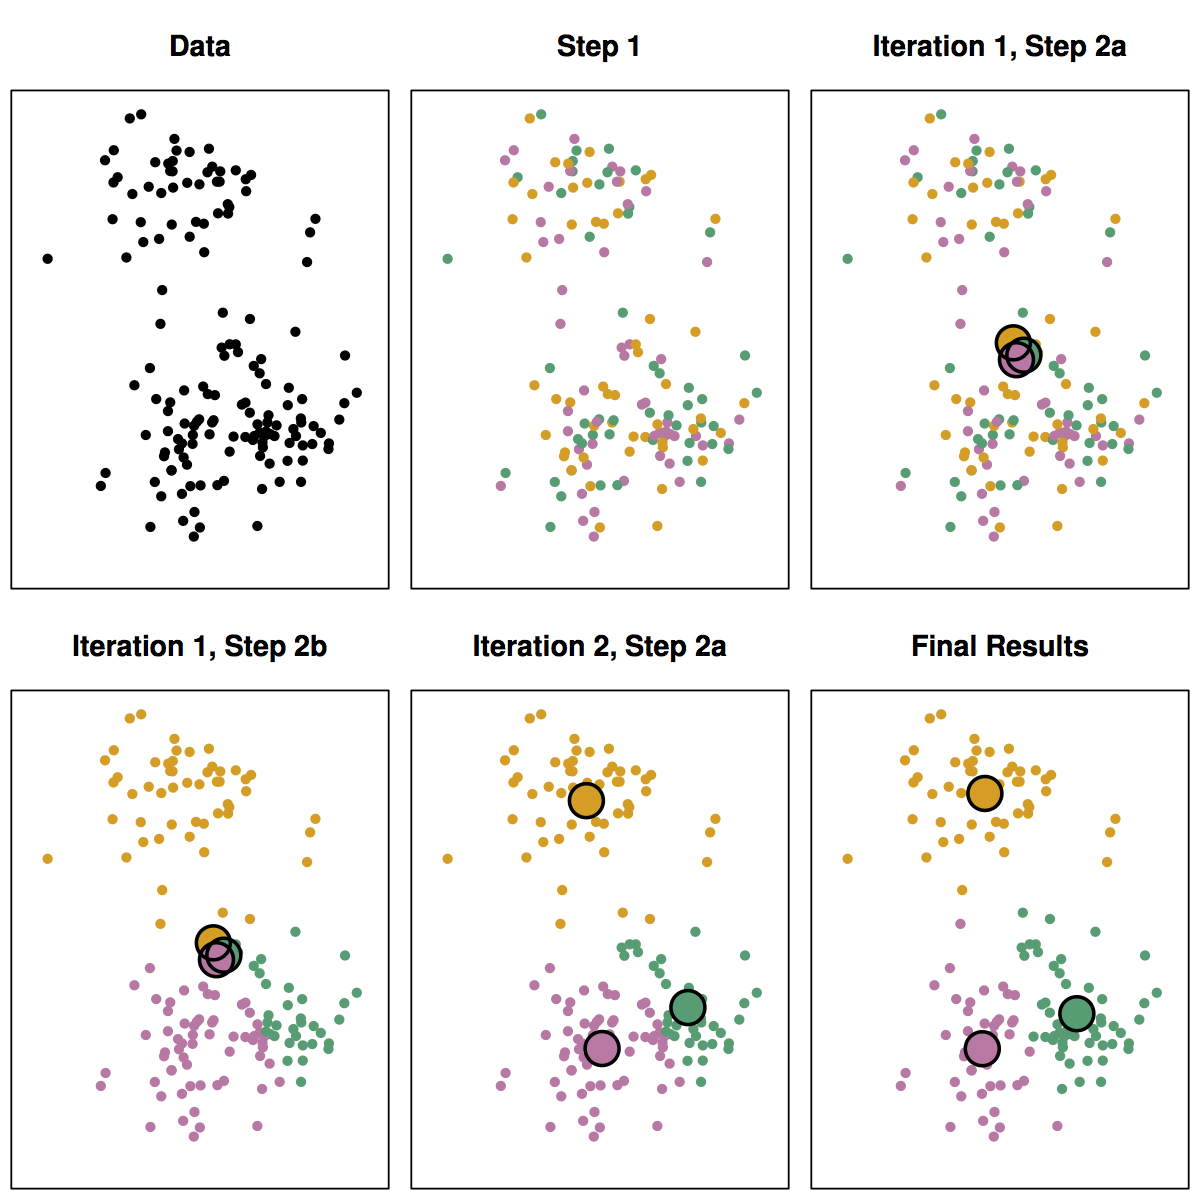 Data
Step 1
Iteration 1, Step 2a
Iteration 1, Step 2b
Iteration 2, Step 2a
Final Results